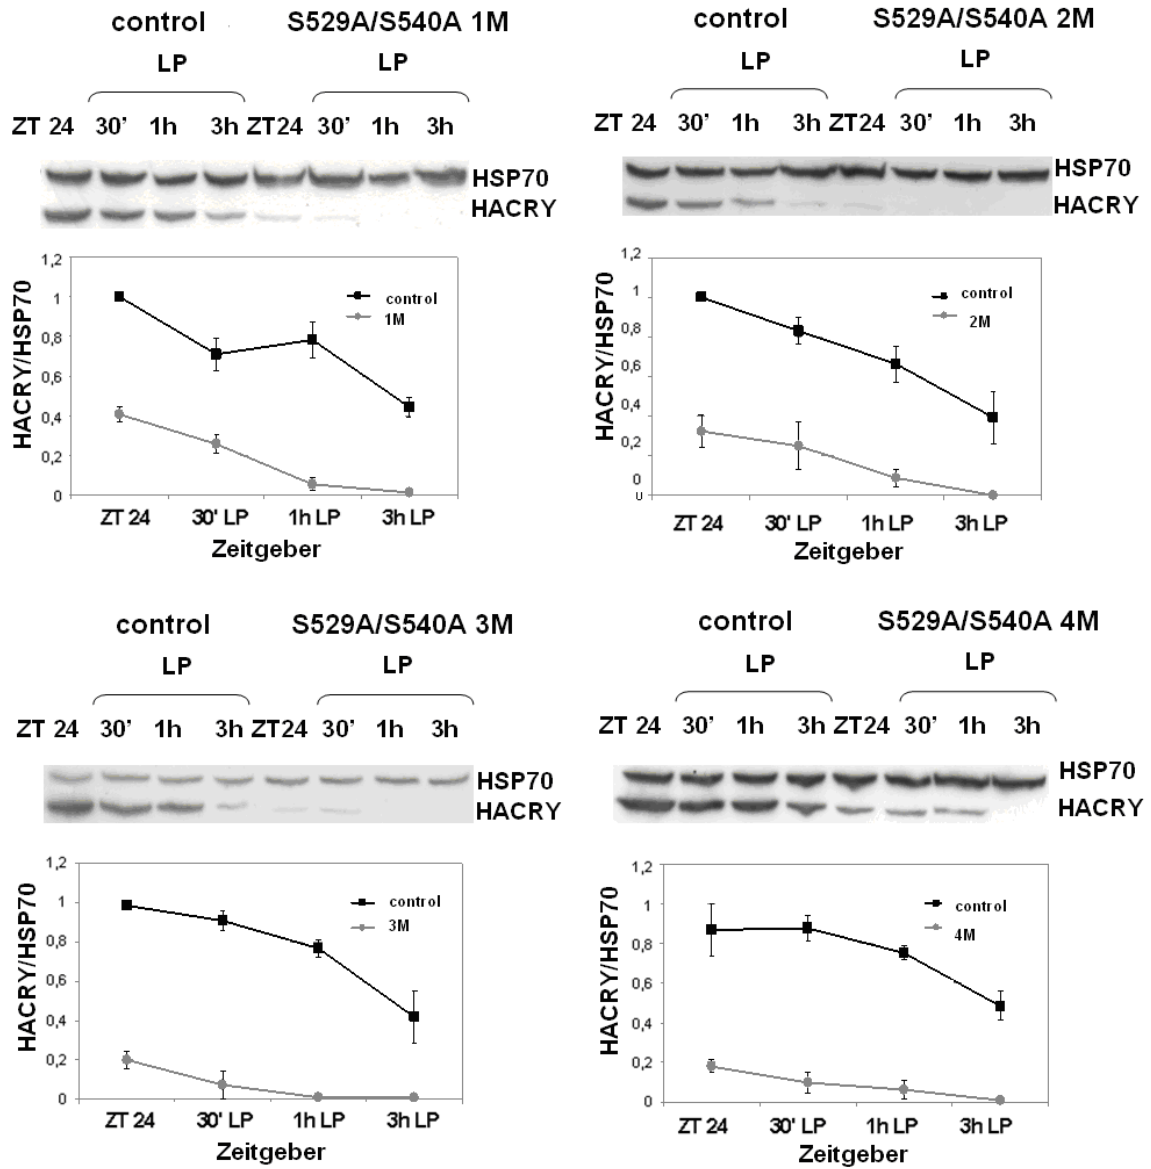 control S529A/S540A 1M
LP LP
ZT 24 30’ 1h 3h ZT24 30’ 1h 3h
HSP70
HACRY
1,2
1
0,8
0,6
0,4
0,2
0
HACRY/HSP70
control
1M
ZT 24 30' LP 1h LP 3h LP
Zeitgeber
control S529A/S540A 2M
LP LP
ZT 24 30’ 1h 3h ZT24 30’ 1h 3h
HSP70
HACRY
1,2
1
0,8
0,6
0,4
0,2
0
0
HACRY/HSP70
control
2M
ZT 24 30' LP 1h LP 3h LP
Zeitgeber
control S529A/S540A 3M
LP LP
ZT 24 30’ 1h 3h ZT24 30’ 1h 3h
HSP70
HACRY
1,2
1
0,8
0,6
0,4
0,2
0
HACRY/HSP70
control
3M
ZT 24 30' LP 1h LP 3h LP
Zeitgeber
control S529A/S540A 4M
LP LP
ZT 24 30’ 1h 3h ZT24 30’ 1h 3h
HSP70
HACRY
1,2
1
0,8
0,6
0,4
0,2
0
HACRY/HSP70
control
4M
ZT 24 30' LP 1h LP 3h LP
Zeitgeber